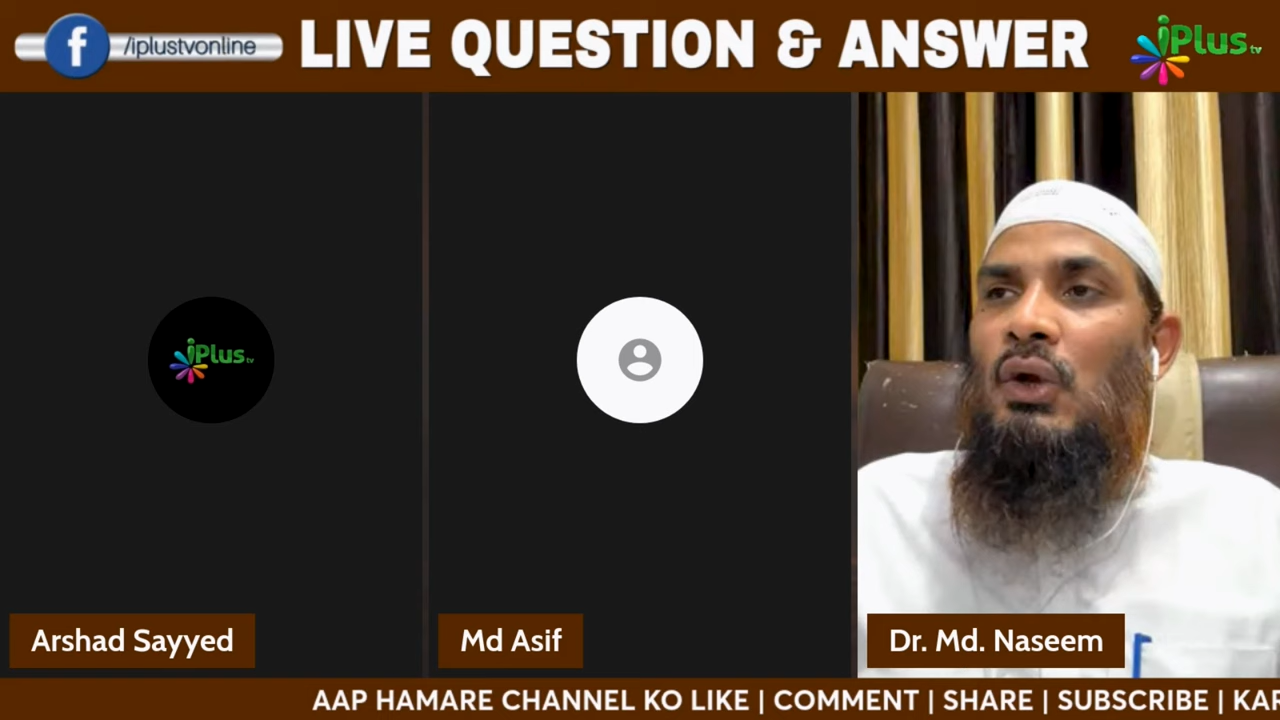 f /iplustvonline LIVE QUESTION & ANSWER iPlus tv
iPlus tv
Arshad Sayyed
Md Asif
Dr. Md. Naseem
AAP HAMARE CHANNEL KO LIKE | COMMENT | SHARE | SUBSCRIBE |